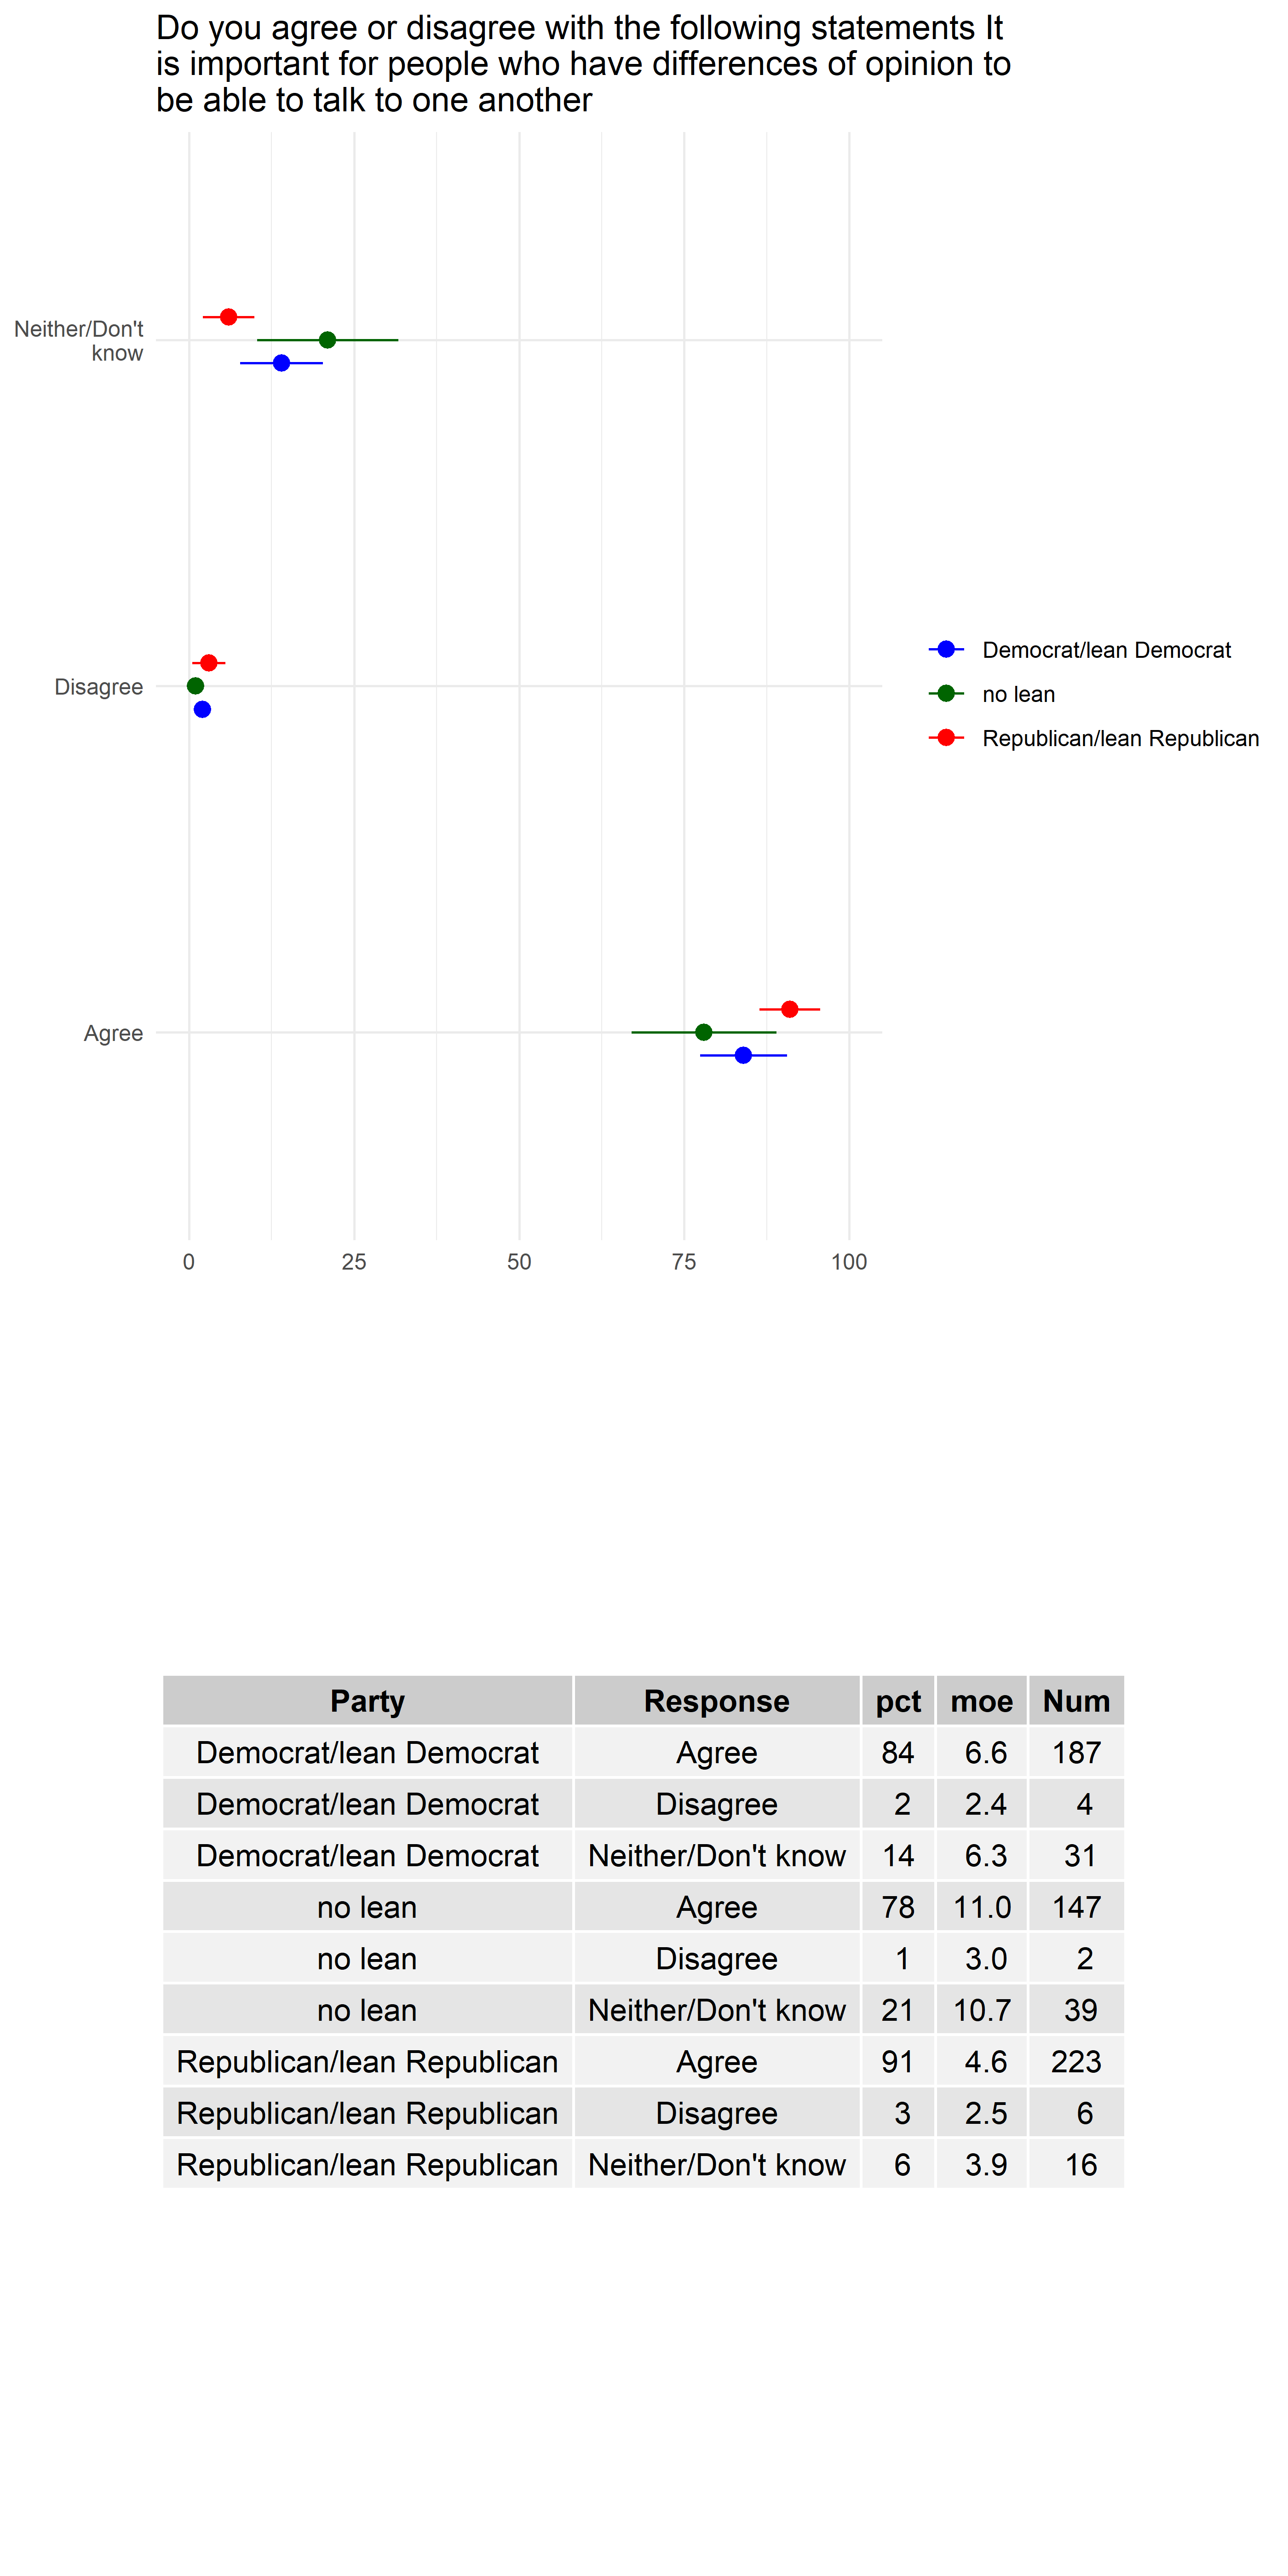 Do you agree or disagree with the following statements It
is important for people who have differences of opinion to
be able to talk to one another
Neither/Don't
know
Disagree
Agree
0 25 50 75 100
Democrat/lean Democrat
no lean
Republican/lean Republican
Party Response pct moe Num
Democrat/lean Democrat Agree 84 6.6 187
Democrat/lean Democrat Disagree 2 2.4 4
Democrat/lean Democrat Neither/Don't know 14 6.3 31
no lean Agree 78 11.0 147
no lean Disagree 1 3.0 2
no lean Neither/Don't know 21 10.7 39
Republican/lean Republican Agree 91 4.6 223
Republican/lean Republican Disagree 3 2.5 6
Republican/lean Republican Neither/Don't know 6 3.9 16